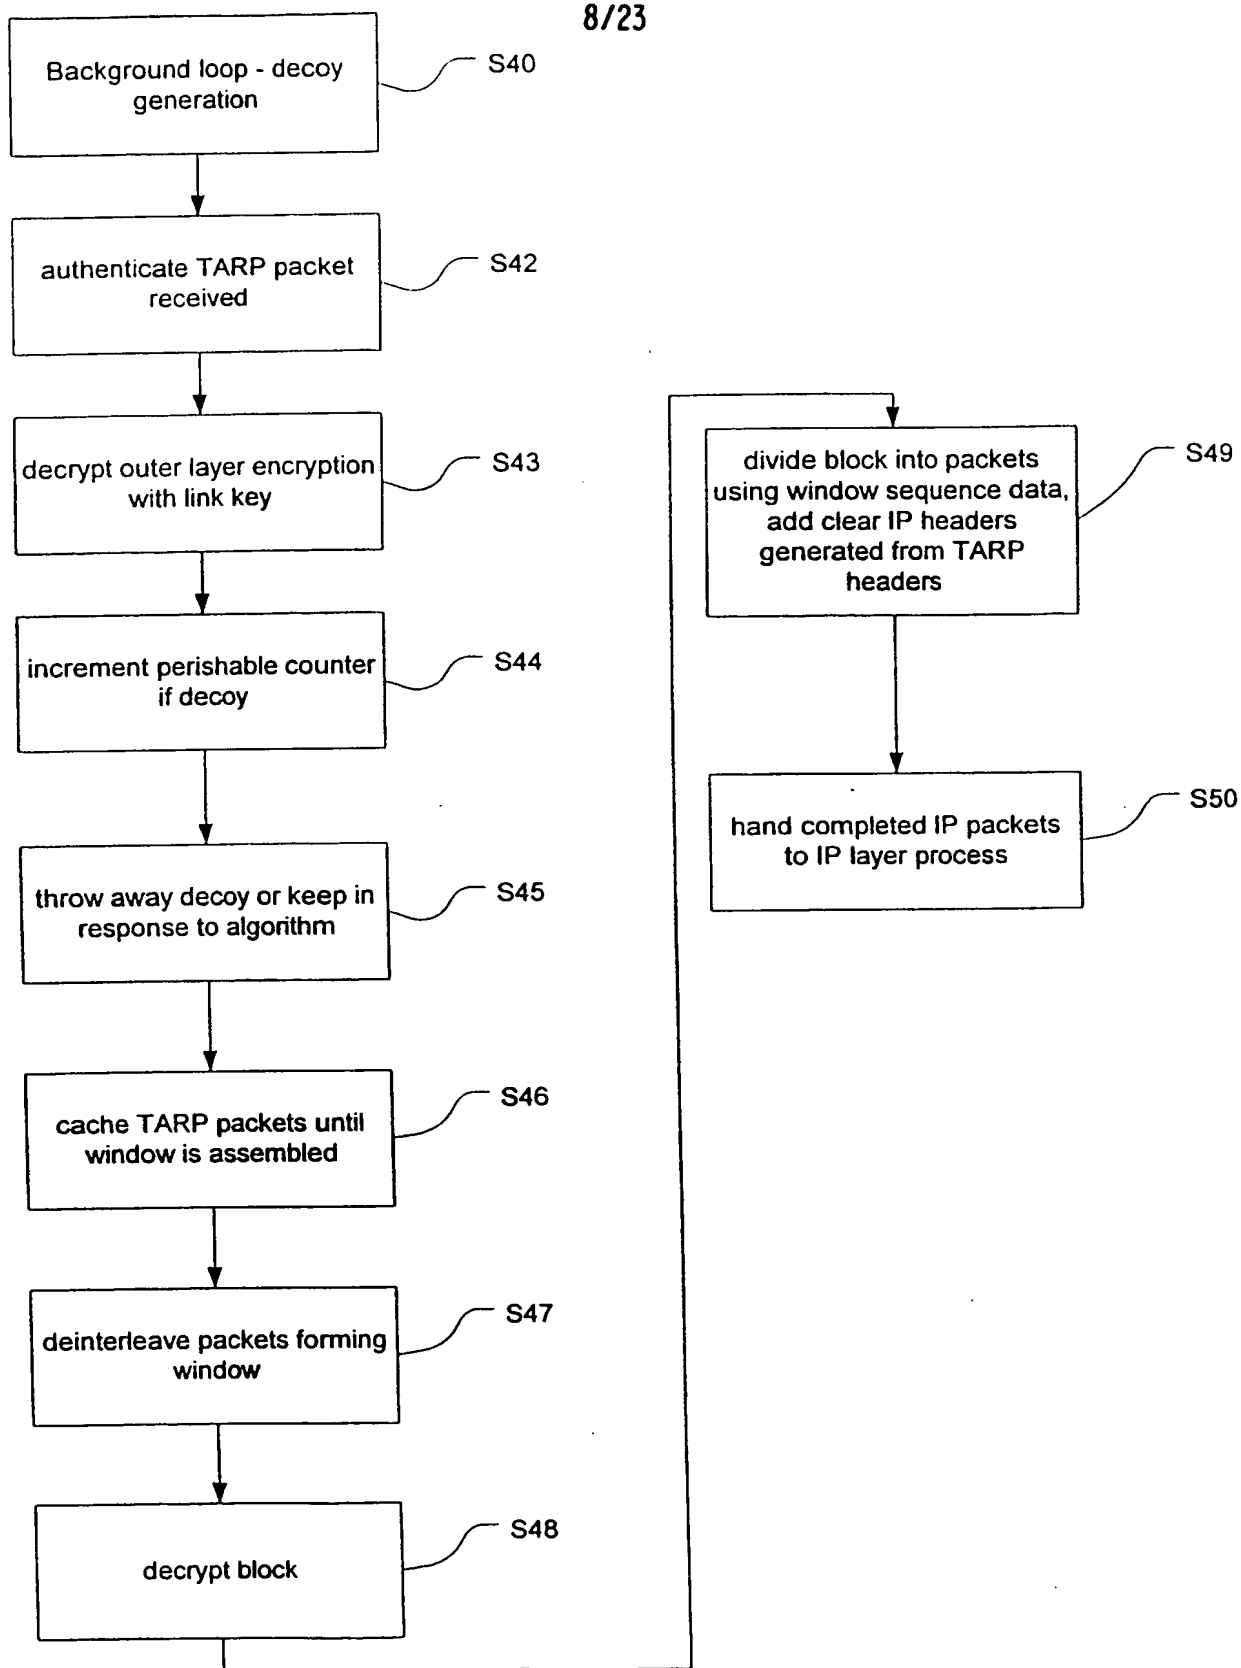 8/23
Background loop - decoy
generation
S40
authenticate TARP packet
received
S42
decrypt outer layer encryption
with link key
S43
increment perishable counter
if decoy
S44
throw away decoy or keep in
response to algorithm
S45
cache TARP packets until
window is assembled
S46
deinterleave packets forming
window
S47
decrypt block
S48
divide block into packets
using window sequence data,
add clear IP headers
generated from TARP
headers
S49
hand completed IP packets
to IP layer process
S50